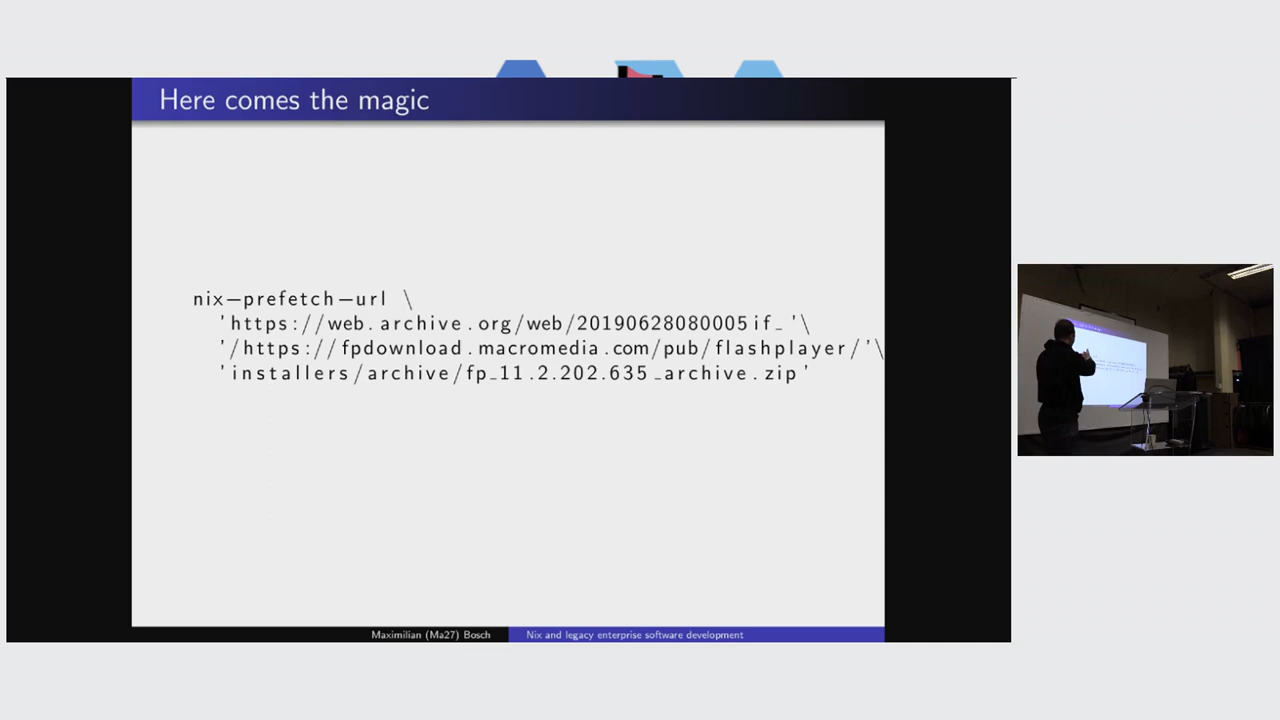 Here comes the magic
nix-prefetch-url \
'https://web.archive.org/web/20190628080005if_'\
'/https://fpdownload.macromedia.com/pub/flashplayer/'\
'installers/archive/fp_11.2.202.635_archive.zip'
Maximilian (Ma27) Bosch
Nix and legacy enterprise software development